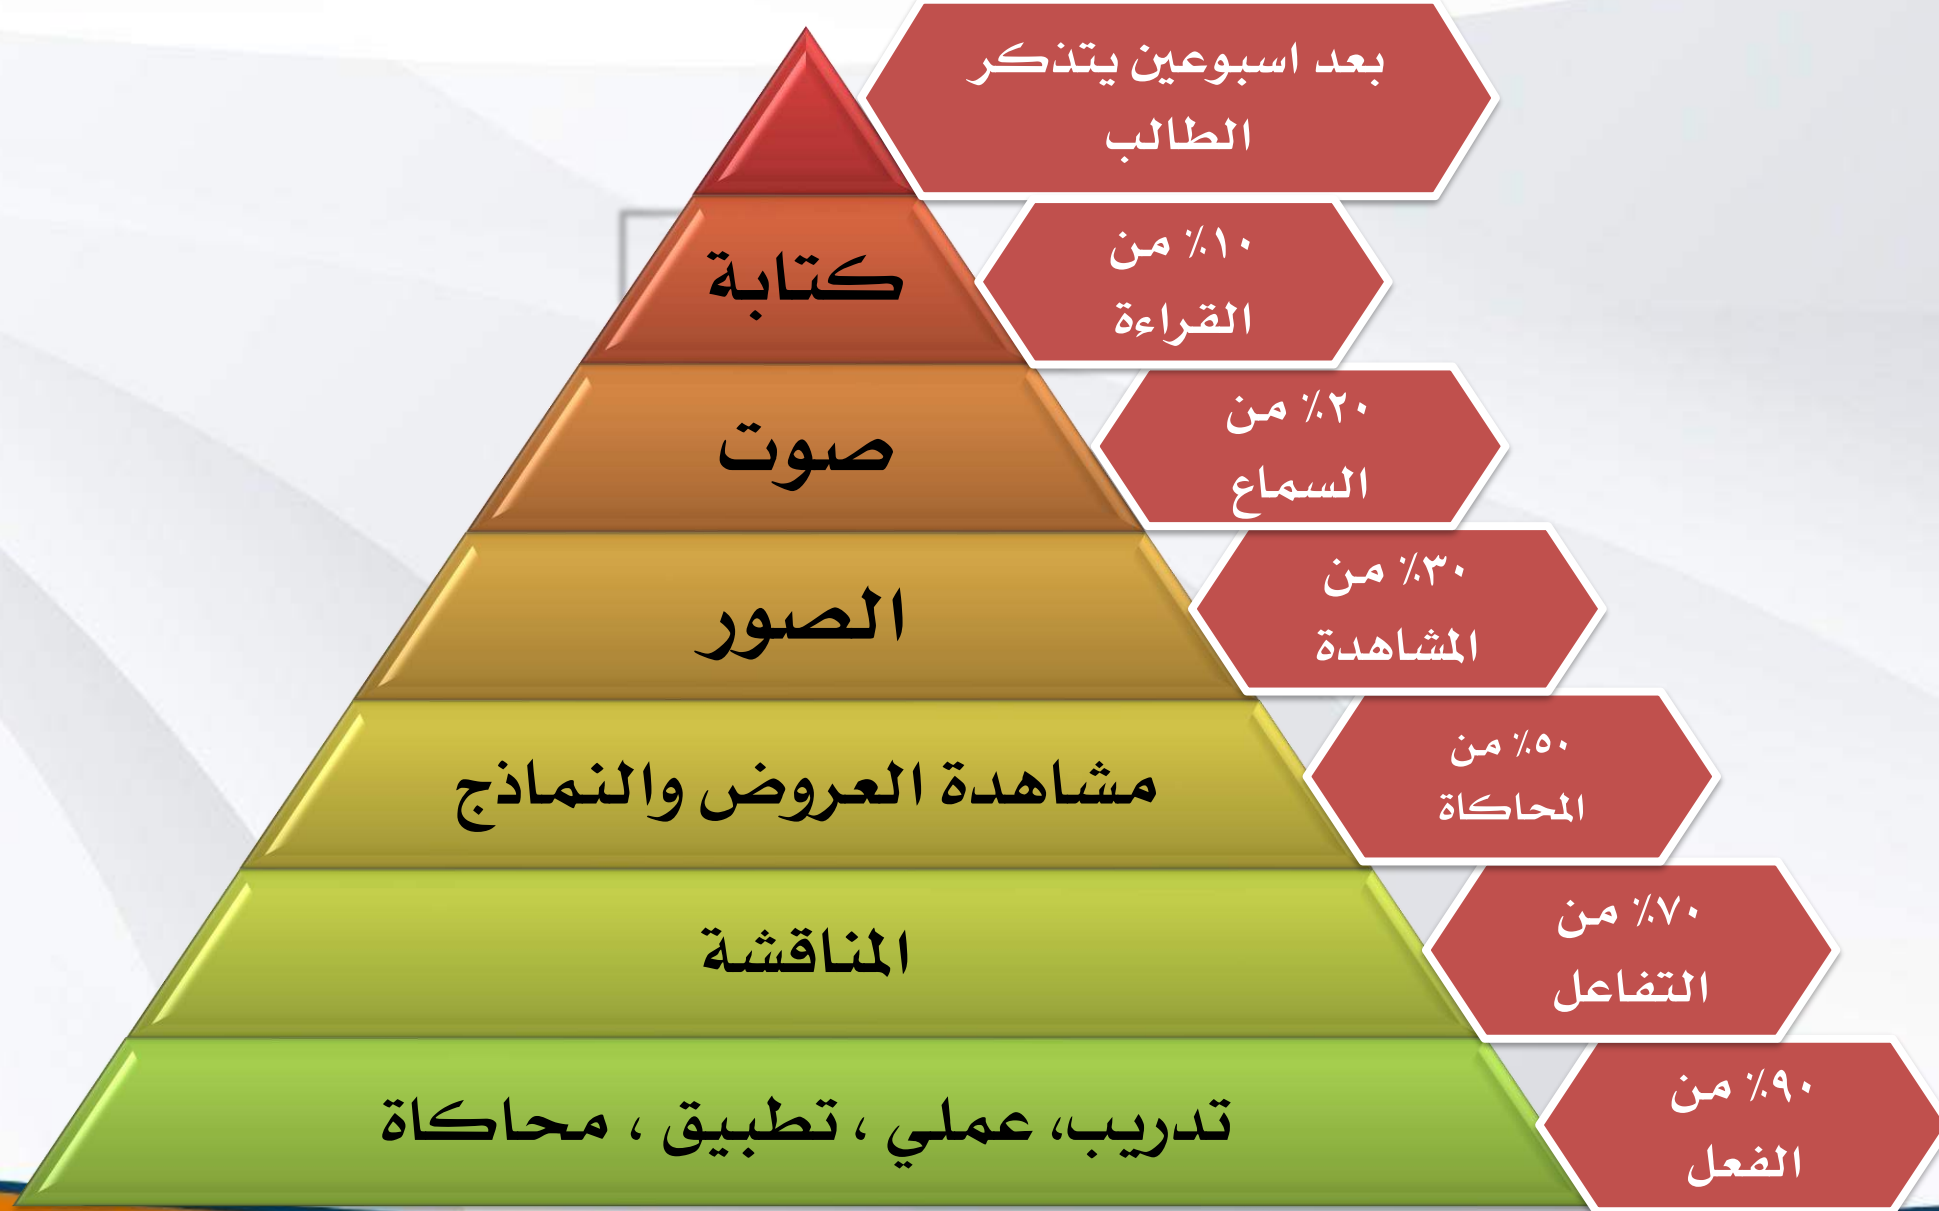 بعد اسبوعين يتذكر
الطالب
كتابة
١٠٪ من
القراءة
صوت
٢٠٪ من
السماع
الصور
٣٠٪ من
المشاهدة
مشاهدة العروض والنماذج
٥٠٪ من
المحاكاة
المناقشة
٧٠٪ من
التفاعل
تدريب، عملي ، تطبيق ، محاكاة
٩٠٪ من
الفعل